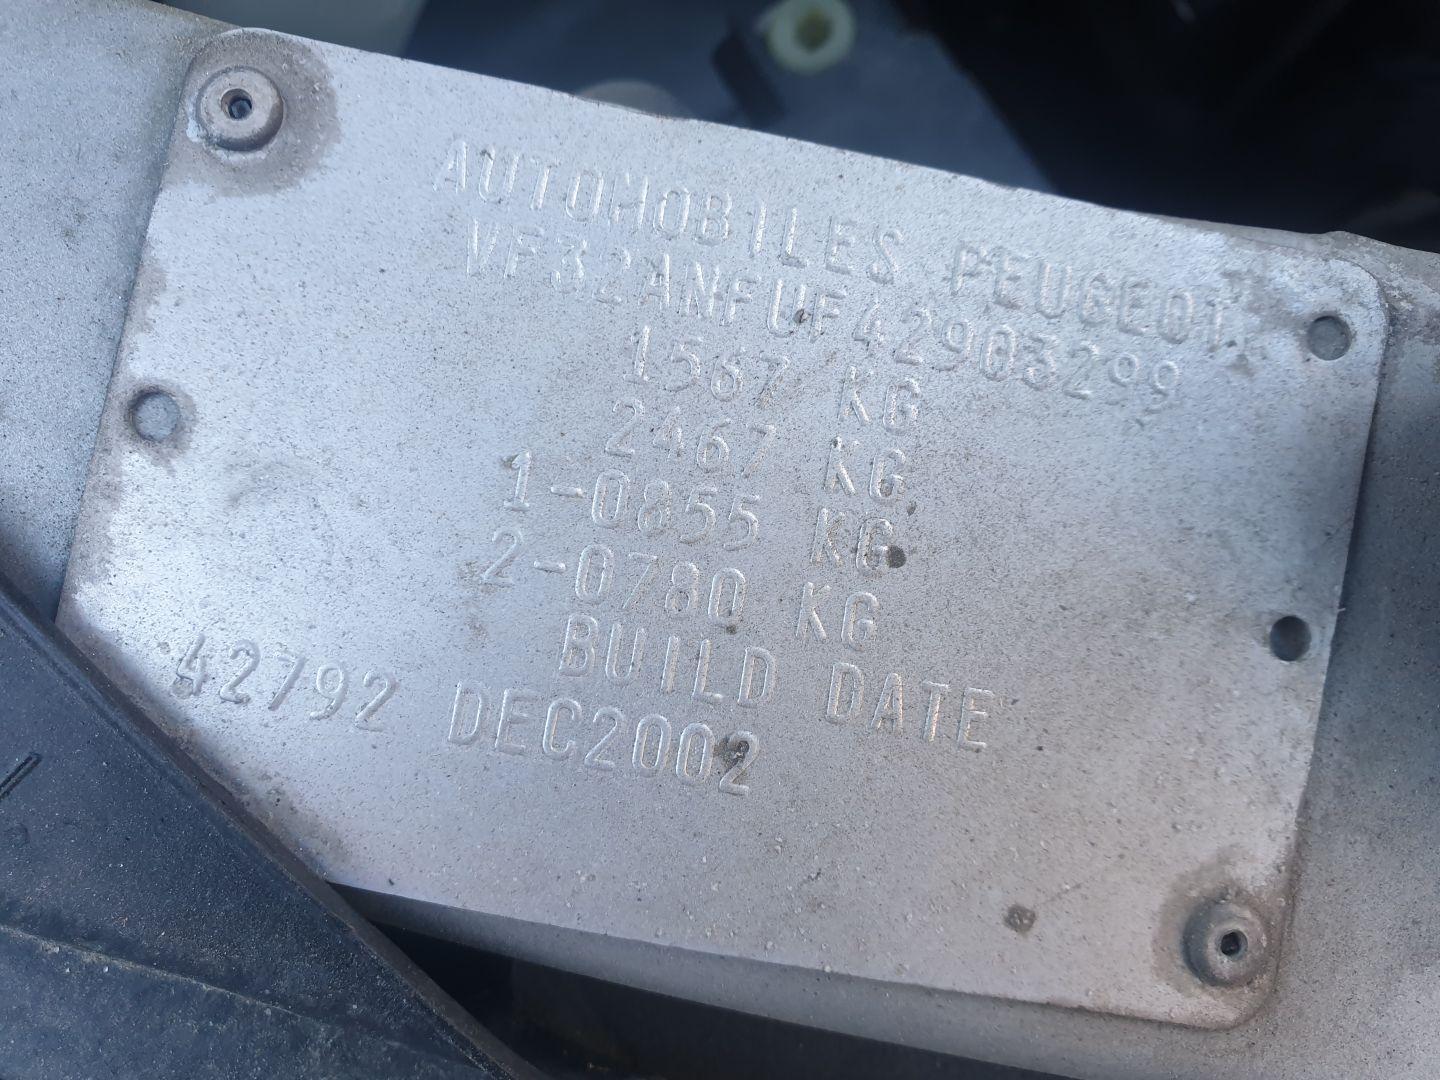 AUTOMOBILES PEUGEOT
VF32ANFUF42903299
1567 KG
2467 KG
1-0855 KG
2-0780 KG
BUILD DATE
42792 DEC2002